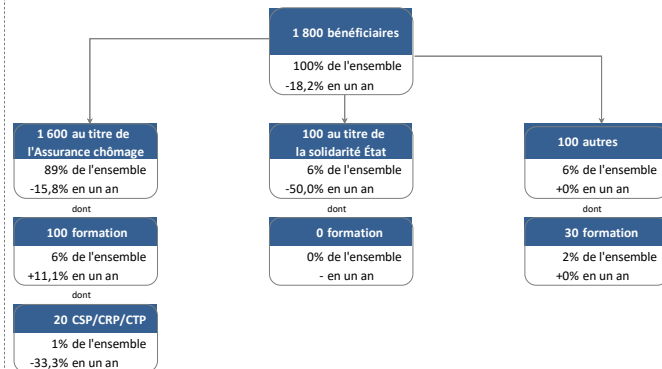 1 800 bénéficiaires
100% de l'ensemble
-18,2% en un an
1 600 au titre de
l'Assurance chômage
89% de l'ensemble
-15,8% en un an
dont
100 formation
6% de l'ensemble
+11,1% en un an
dont
20 CSP/CRP/CTP
1% de l'ensemble
-33,3% en un an
100 au titre de
la solidarité État
6% de l'ensemble
-50,0% en un an
dont
0 formation
0% de l'ensemble
- en un an
100 autres
6% de l'ensemble
+0% en un an
dont
30 formation
2% de l'ensemble
+0% en un an